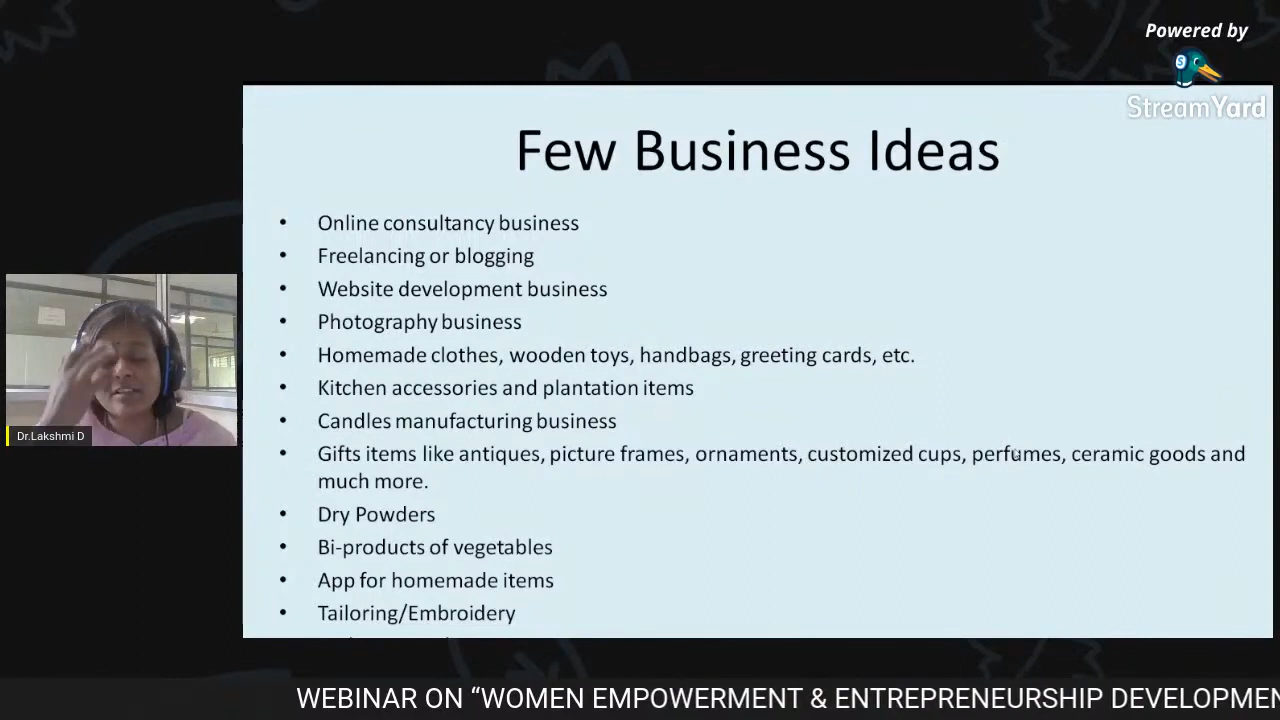 Powered by
StreamYard
Few Business Ideas
• Online consultancy business
• Freelancing or blogging
• Website development business
• Photography business
• Homemade clothes, wooden toys, handbags, greeting cards, etc.
• Kitchen accessories and plantation items
• Candles manufacturing business
• Gifts items like antiques, picture frames, ornaments, customized cups, perfumes, ceramic goods and
much more.
• Dry Powders
• Bi-products of vegetables
• App for homemade items
• Tailoring/Embroidery
Dr.Lakshmi D
WEBINAR ON “WOMEN EMPOWERMENT & ENTREPRENEURSHIP DEVELOPMEN